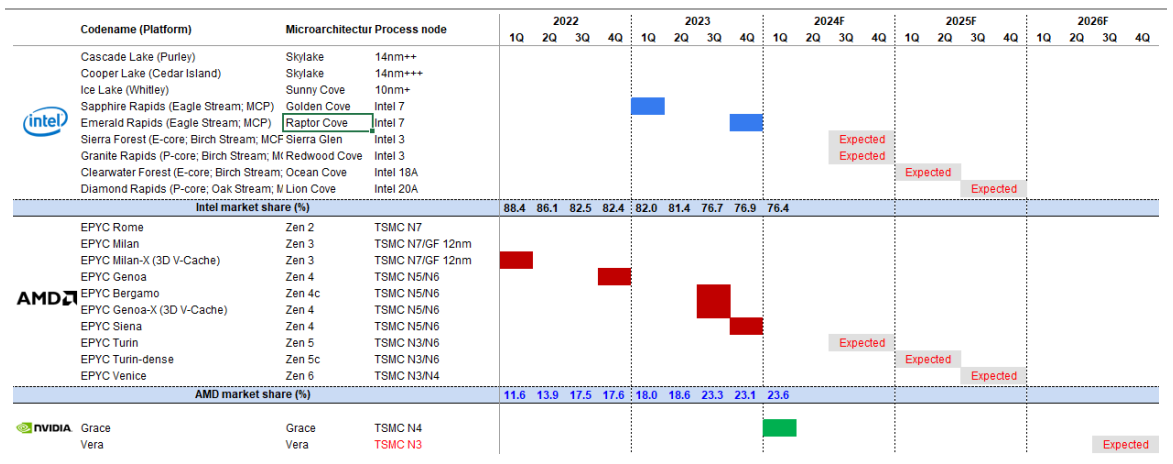 2022 2023 2024F 2025F 2026F
Codename (Platform) Microarchitectur Process node 1Q 2Q 3Q 4Q 1Q 2Q 3Q 4Q 1Q 2Q 3Q 4Q 1Q 2Q 3Q 4Q 1Q 2Q 3Q 4Q
Cascade Lake (Purley) Skylake 14nm++
Cooper Lake (Cedar Island) Skylake 14nm+++
Ice Lake (Whitley) Sunny Cove 10nm+
Sapphire Rapids (Eagle Stream; MCP) Golden Cove Intel 7
intel Emerald Rapids (Eagle Stream; MCP) Raptor Cove Intel 7
Sierra Forest (E-core; Birch Stream; MCF Sierra Glen Intel 3 Expected
Granite Rapids (P-core; Birch Stream; M( Redwood Cove Intel 3 Expected
Clearwater Forest (E-core; Birch Stream; Ocean Cove Intel 18A Expected
Diamond Rapids (P-core; Oak Stream; M Lion Cove Intel 20A Expected
Intel market share (%) 88.4 86.1 82.5 82.4 82.0 81.4 76.7 76.9 76.4
EPYC Rome Zen 2 TSMC N7
EPYC Milan Zen 3 TSMC N7/GF 12nm
EPYC Milan-X (3D V-Cache) Zen 3 TSMC N7/GF 12nm
EPYC Genoa Zen 4 TSMC N5/N6
AMD EPYC Bergamo Zen 4c TSMC N5/N6
EPYC Genoa-X (3D V-Cache) Zen 4 TSMC N5/N6
EPYC Siena Zen 4 TSMC N5/N6
EPYC Turin Zen 5 TSMC N3/N6 Expected
EPYC Turin-dense Zen 5c TSMC N3/N6 Expected
EPYC Venice Zen 6 TSMC N3/N4 Expected
AMD market share (%) 11.6 13.9 17.5 17.6 18.0 18.6 23.3 23.1 23.6
NVIDIA. Grace Grace TSMC N4
Vera Vera TSMC N3 Expected